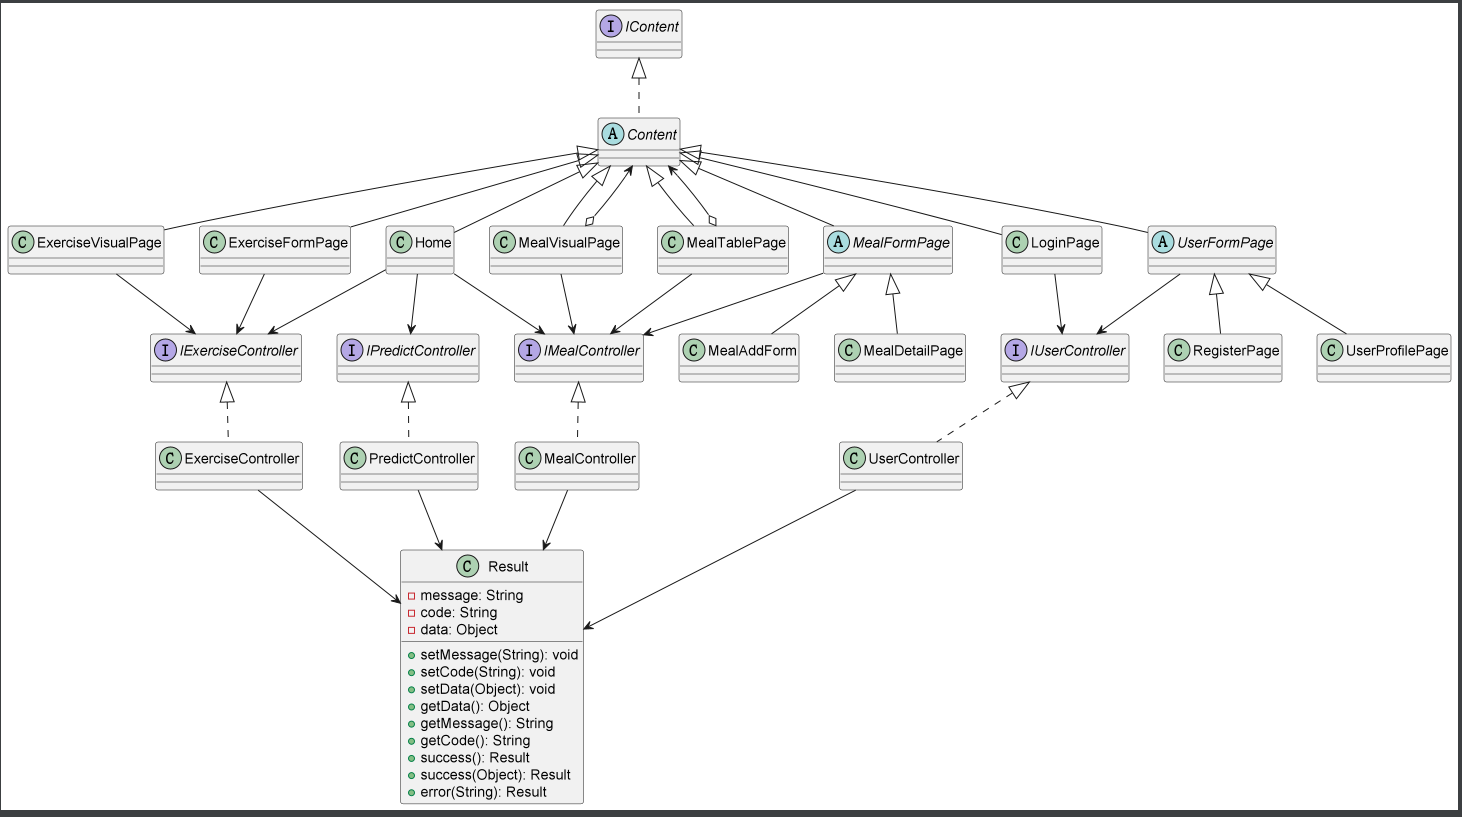 I IContent
A Content
C ExerciseVisualPage
C ExerciseFormPage
C Home
C MealVisualPage
C MealTablePage
A MealFormPage
C LoginPage
A UserFormPage
I IExerciseController
I IPredictController
I IMealController
C MealAddForm
C MealDetailPage
I IUserController
C RegisterPage
C UserProfilePage
C ExerciseController
C PredictController
C MealController
C UserController
C Result
message: String
code: String
data: Object
setMessage(String): void
setCode(String): void
setData(Object): void
getData(): Object
getMessage(): String
getCode(): String
success(): Result
success(Object): Result
error(String): Result